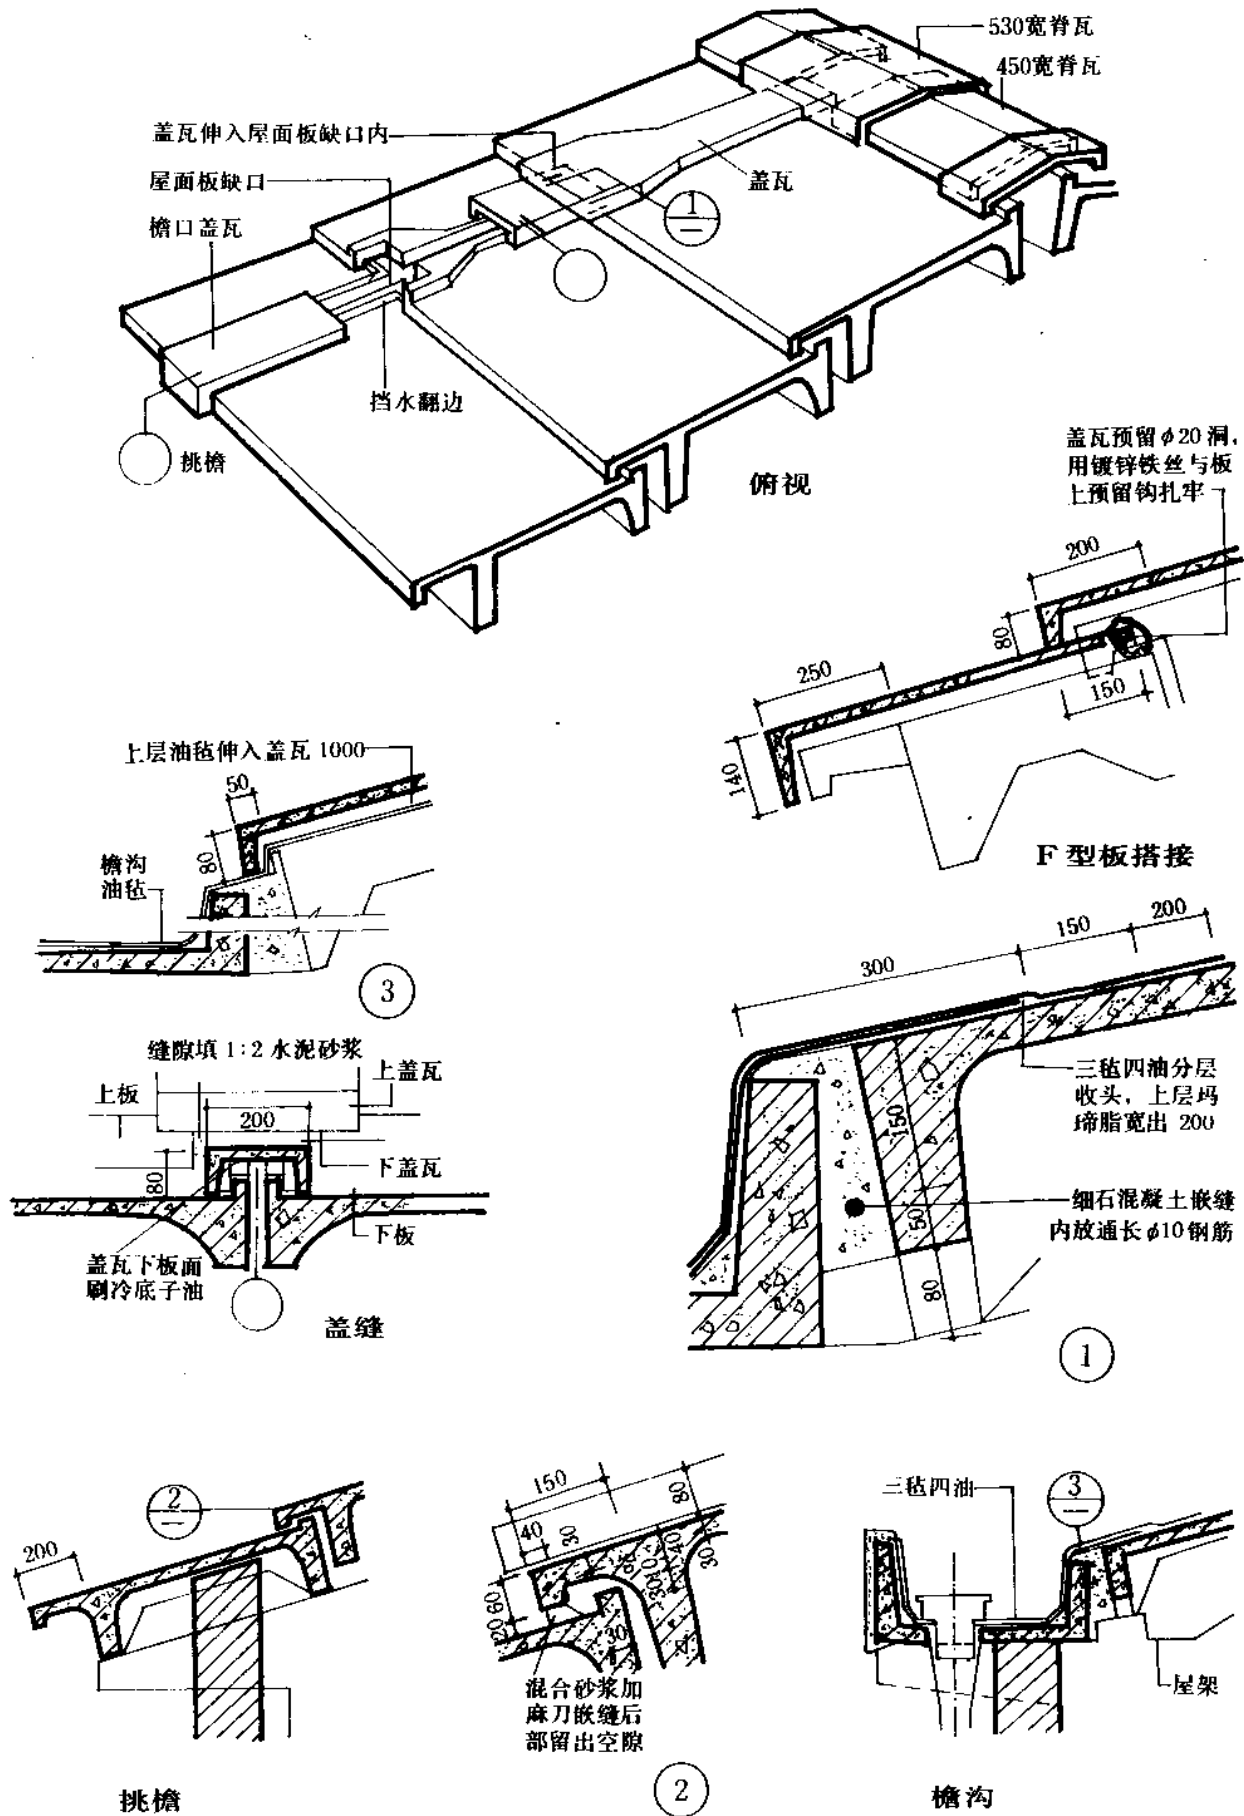 530宽脊瓦
450宽脊瓦
盖瓦伸入屋面板缺口内
屋面板缺口
檐口盖瓦
盖瓦
1
挡水翻边
挑檐
俯视
盖瓦预留φ20洞，
用镀锌铁丝与板
上预留钩扎牢
200
80
250
150
140
F型板搭接
上层油毡伸入盖瓦1000
50
80
檐沟
油毡
3
150
200
300
三毡四油分层
收头，上层玛
𤧛脂宽出 200
150
细石混凝土嵌缝
内放通长φ10钢筋
50
80
1
缝隙填1:2水泥砂浆
上盖瓦
上板
200
下盖瓦
80
下板
盖瓦下板面
刷冷底子油
盖缝
2
200
挑檐
150
80
40
30
40
30
60
20
30
混合砂浆加
麻刀嵌缝后
部留出空隙
2
三毡四油
3
屋架
檐沟